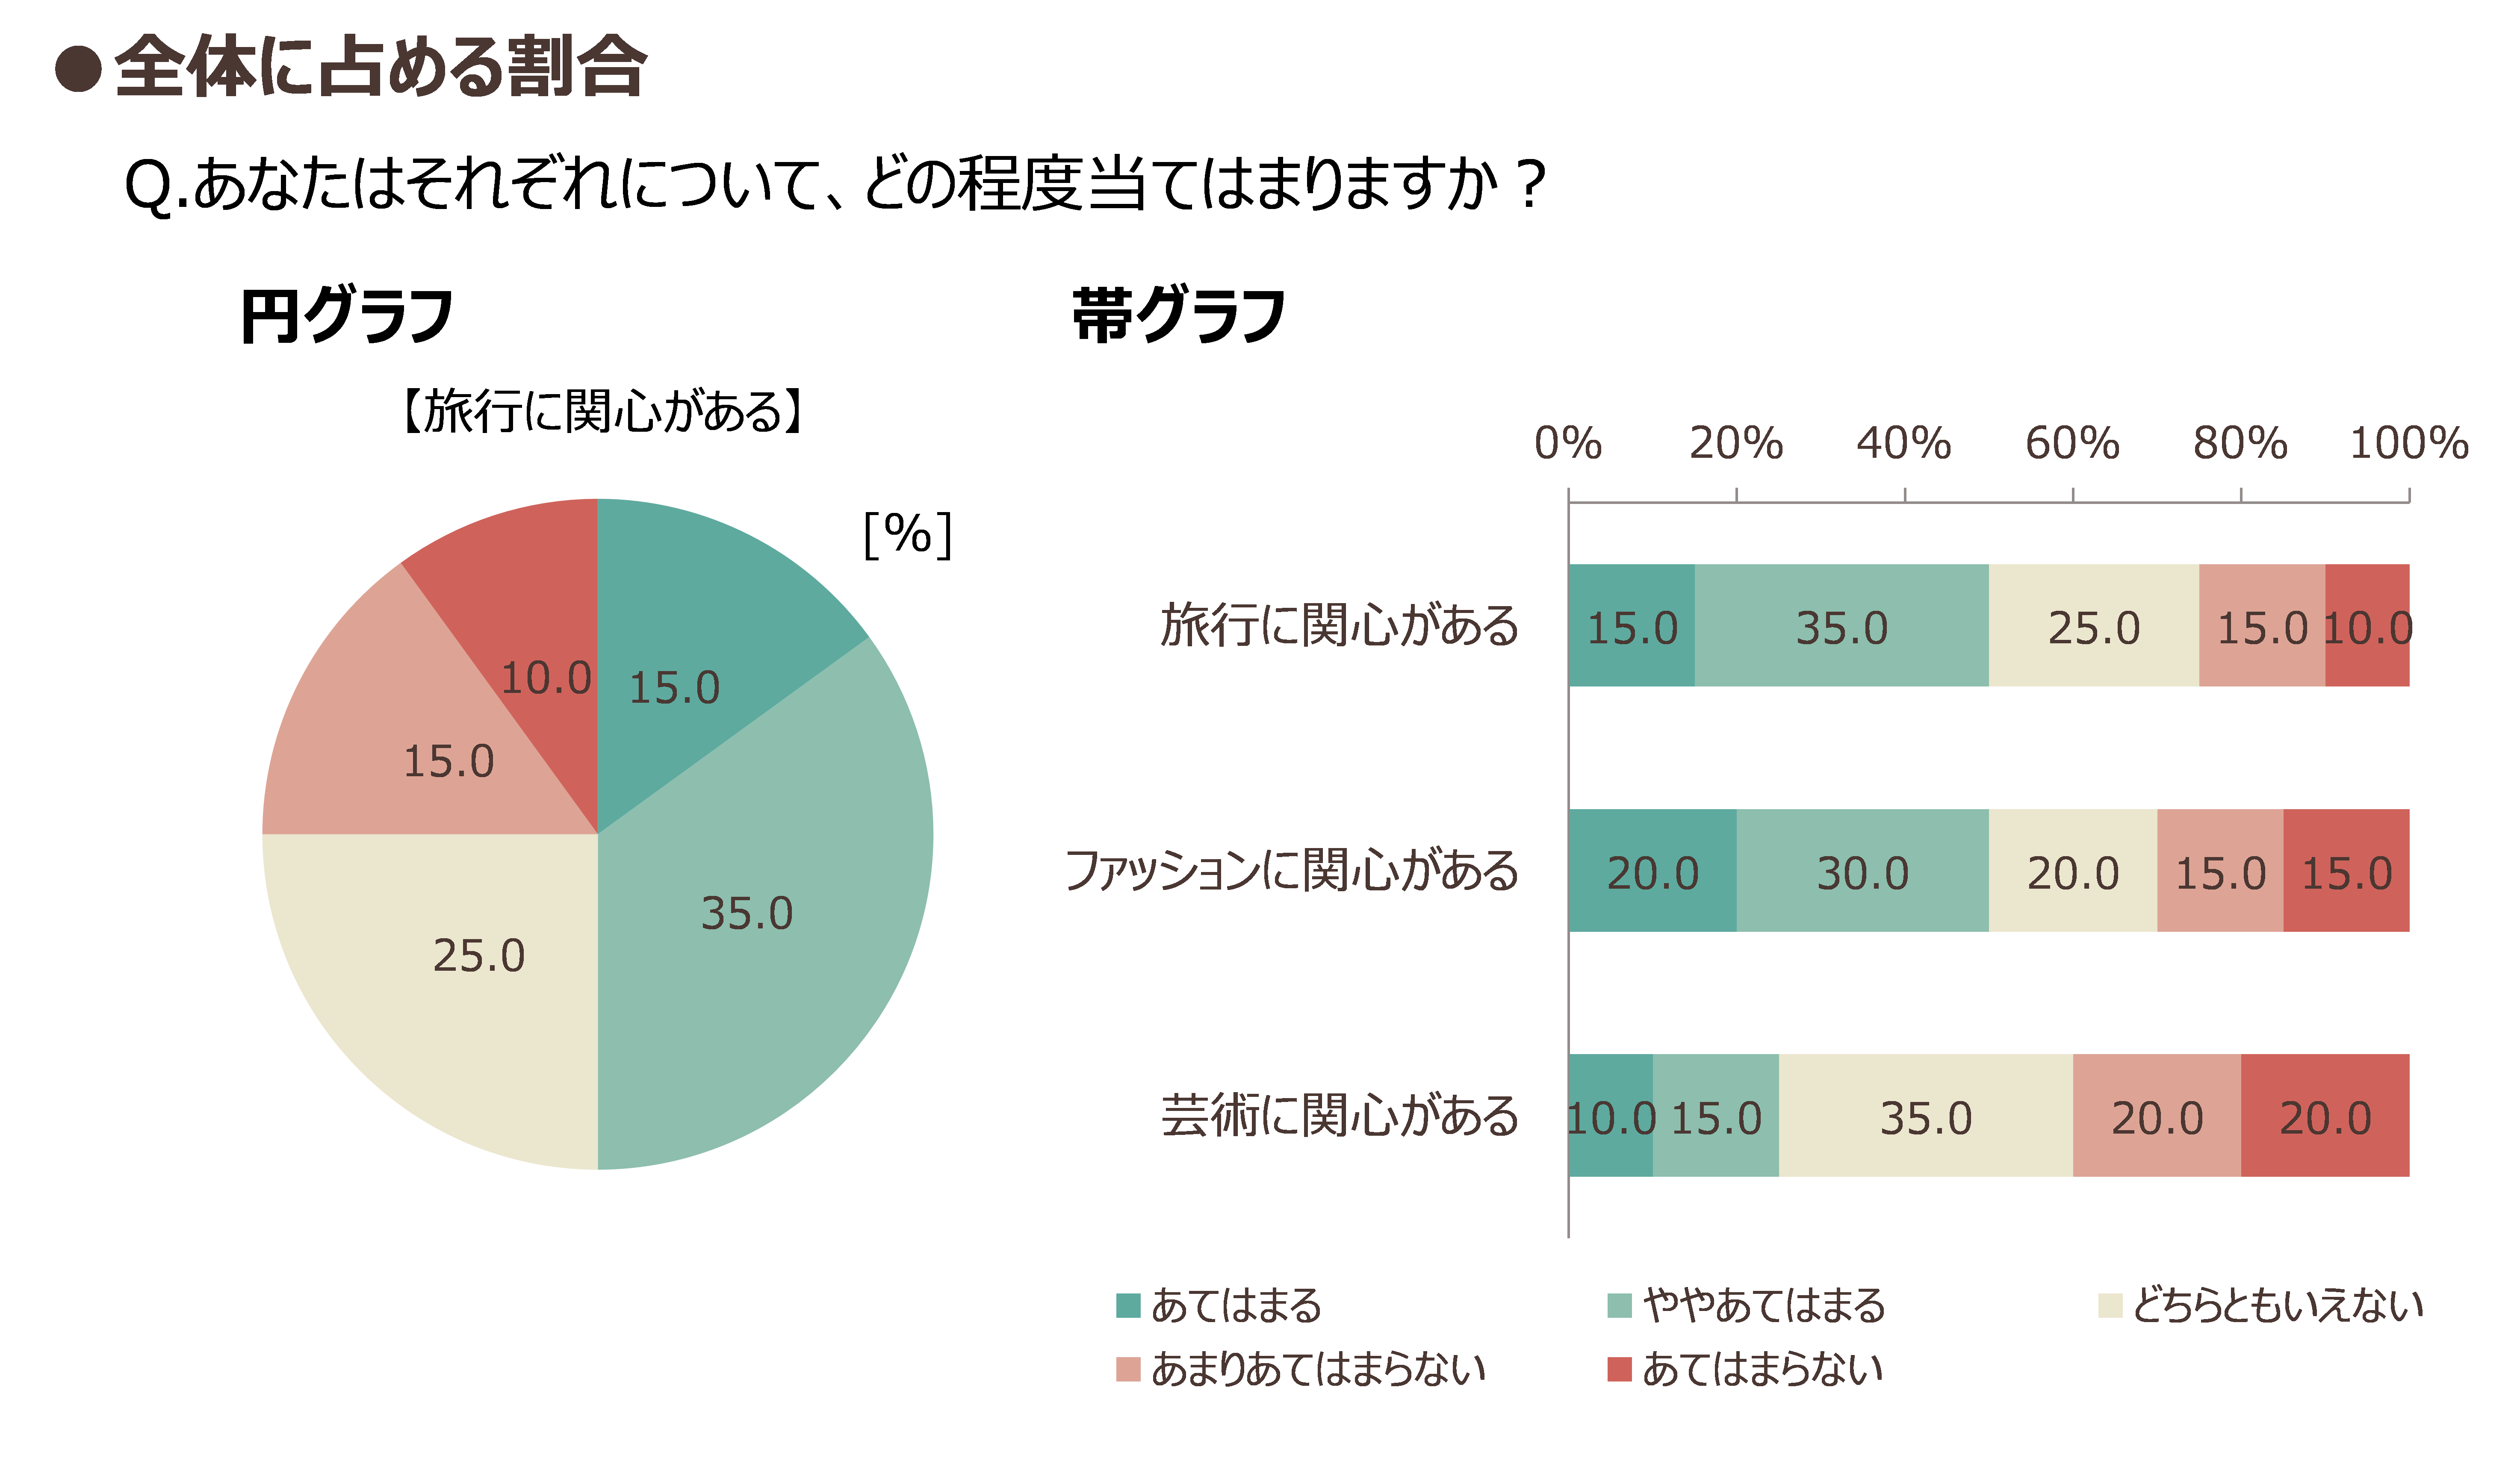 ●全体に占める割合
Q.あなたはそれぞれについて、どの程度当てはまりますか？
円グラフ
帯グラフ
【旅行に関心がある】
[%]
15.0
35.0
25.0
15.0
10.0
0% 20% 40% 60% 80% 100%
旅行に関心がある 15.0 35.0 25.0 15.0 10.0
ファッションに関心がある 20.0 30.0 20.0 15.0 15.0
芸術に関心がある 10.0 15.0 35.0 20.0 20.0
あてはまる ややあてはまる どちらともいえない
あまりあてはまらない あてはまらない